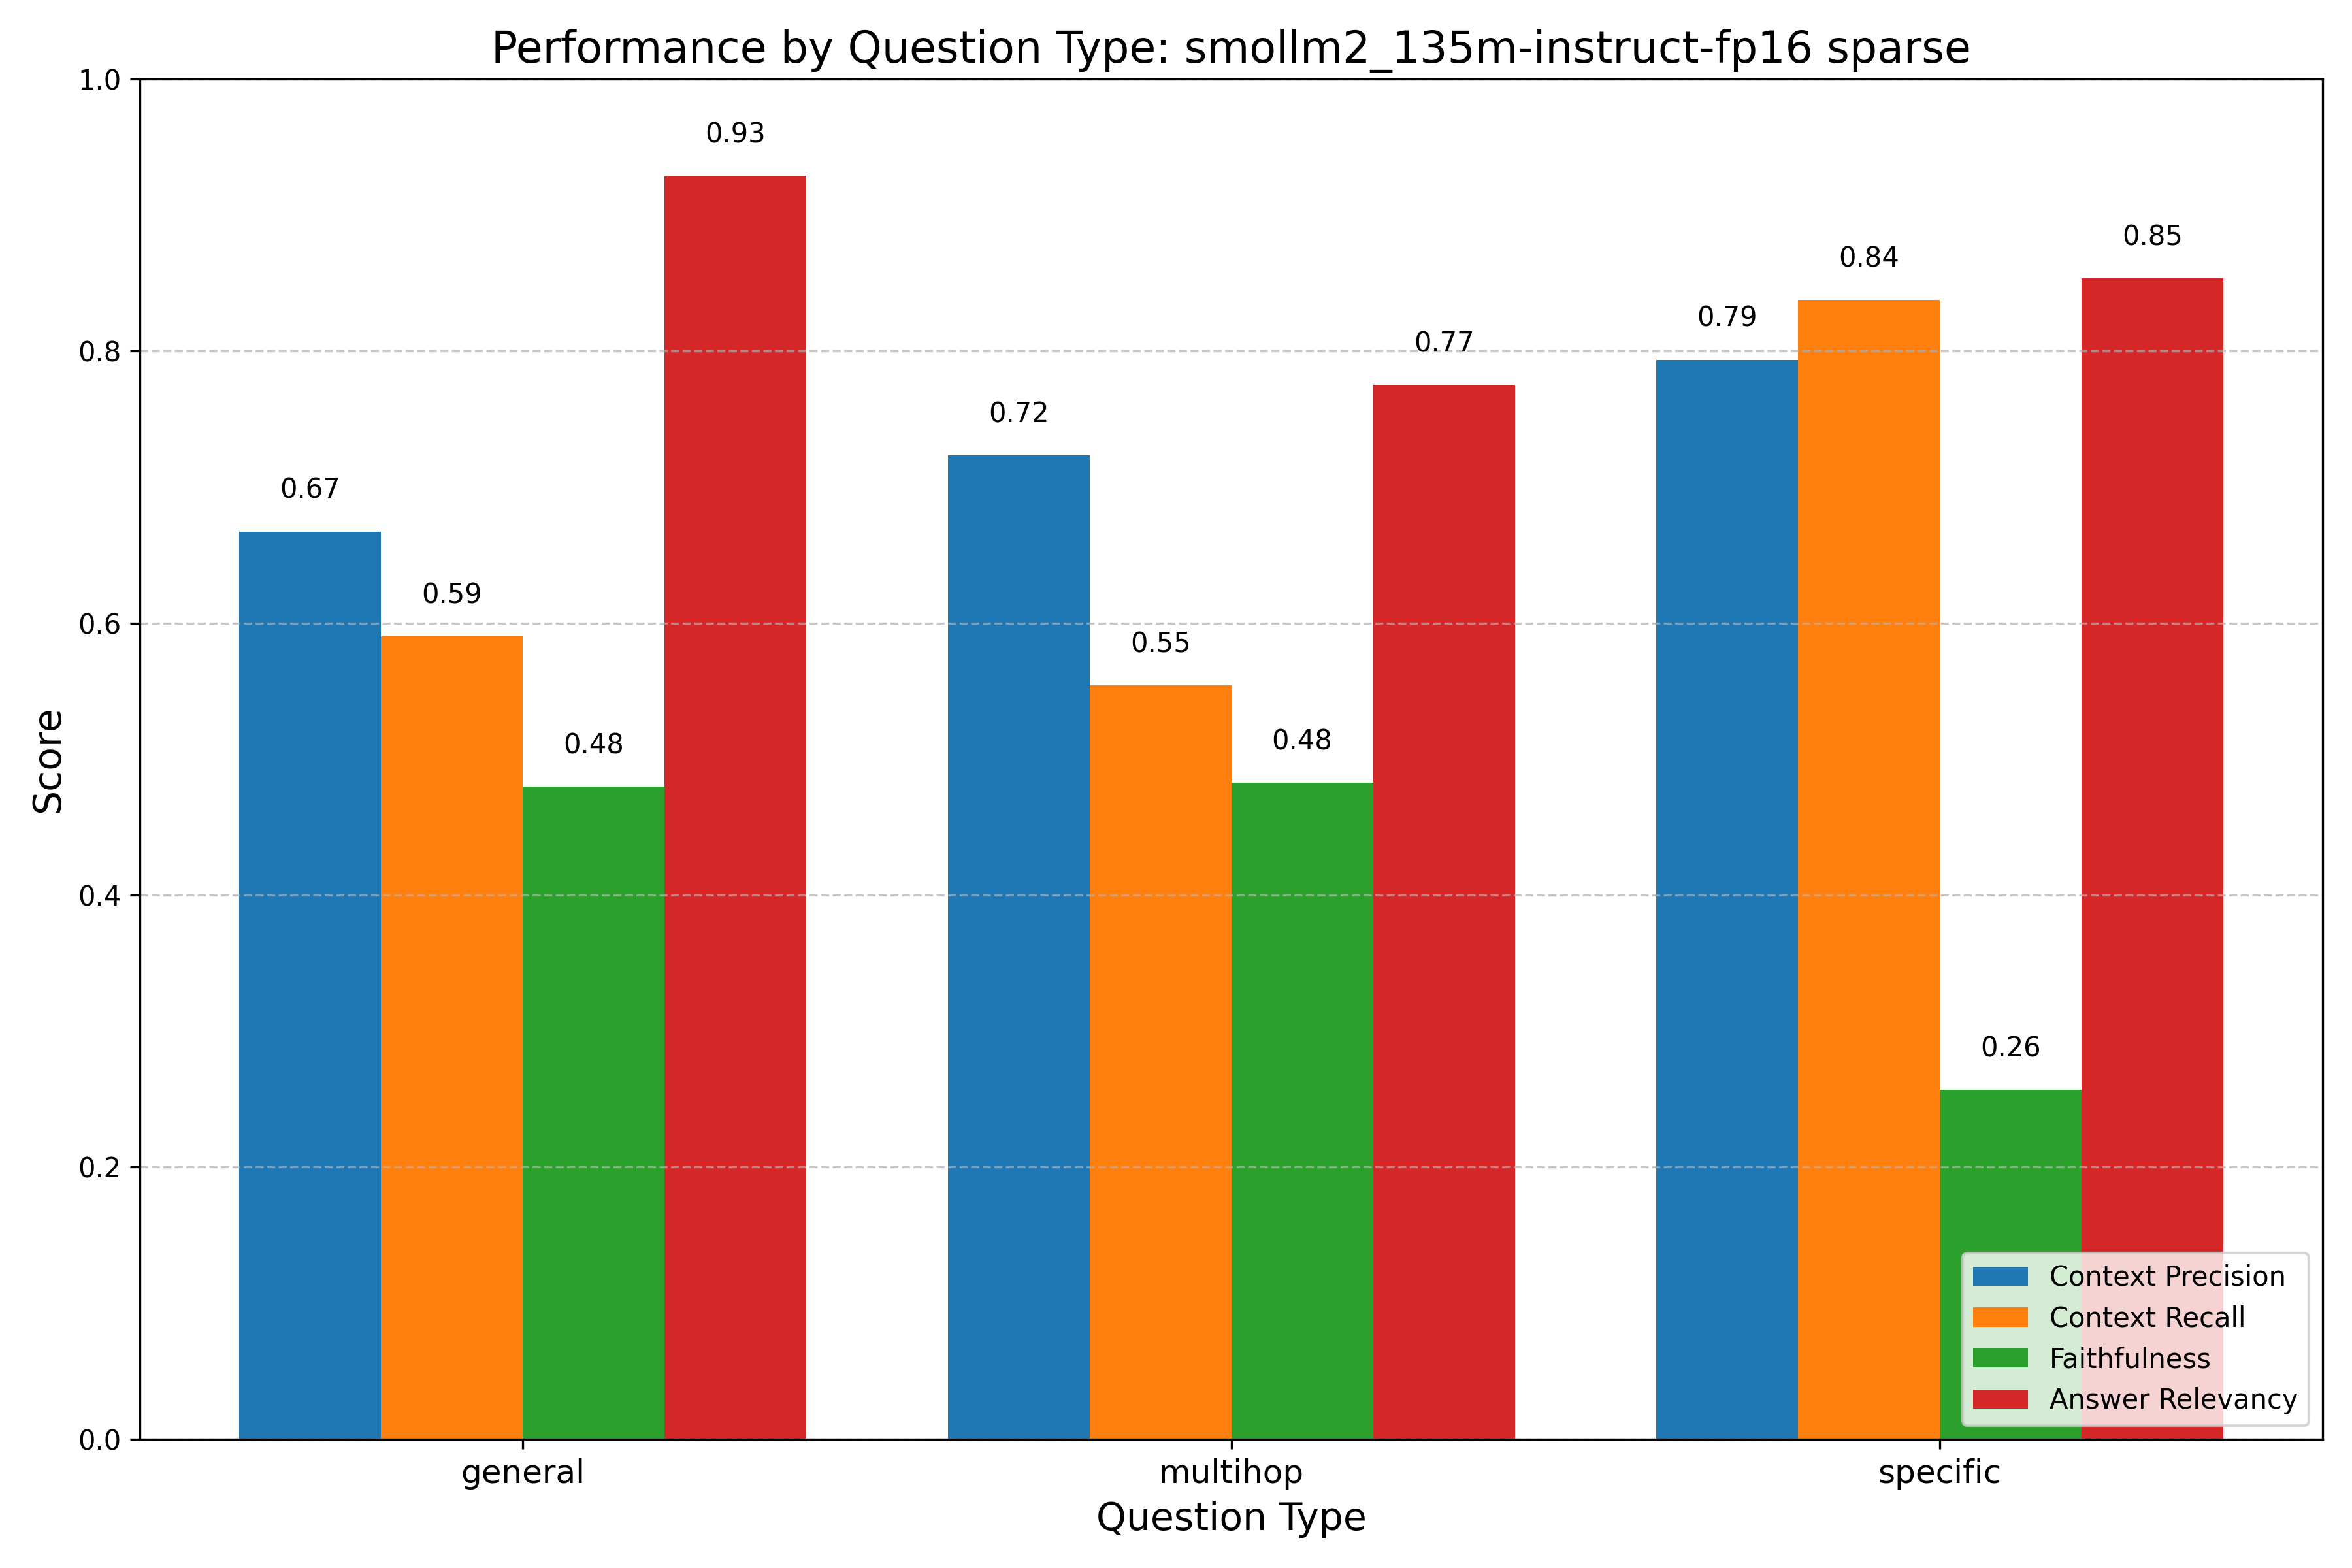 Performance by Question Type: smollm2_135m-instruct-fp16 sparse
Score
1.0
0.8
0.6
0.4
0.2
0.0
0.67
0.59
0.48
0.93
0.72
0.55
0.48
0.77
0.79
0.84
0.26
0.85
general
multihop
specific
Question Type
Context Precision
Context Recall
Faithfulness
Answer Relevancy